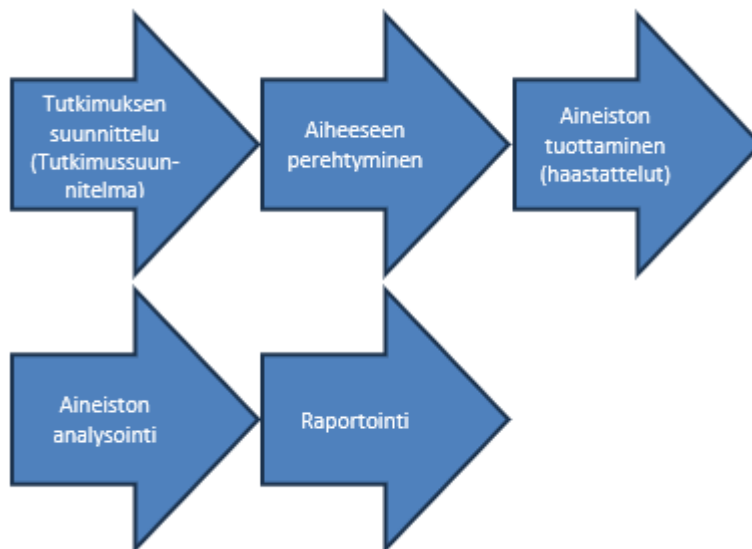 Tutkimuksen
suunnittelu
(Tutkimussuun-
nitelma)
Aiheeseen
perehtyminen
Aineiston
tuottaminen
(haastattelut)
Aineiston
analysointi
Raportointi